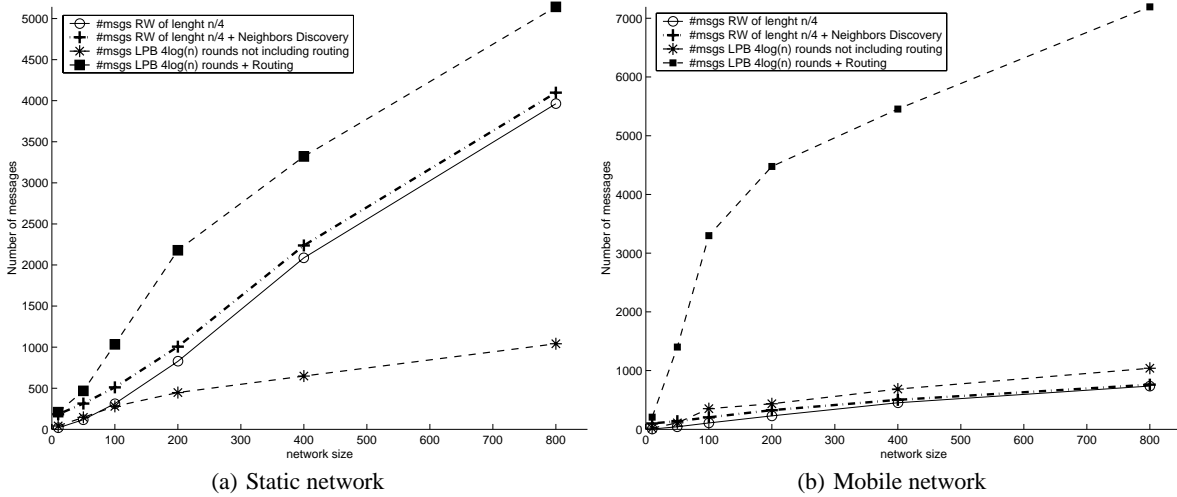 #msgs RW of lenght n/4
#msgs RW of lenght n/4 + Neighbors Discovery
#msgs LPB 4log(n) rounds not including routing
#msgs LPB 4log(n) rounds + Routing
Number of messages
5000
4500
4000
3500
3000
2500
2000
1500
1000
500
0
0 100 200 300 400 500 600 700 800
network size
(a) Static network
#msgs RW of lenght n/4
#msgs RW of lenght n/4 + Neighbors Discovery
#msgs LPB 4log(n) rounds not including routing
#msgs LPB 4log(n) rounds + Routing
Number of messages
7000
6000
5000
4000
3000
2000
1000
0
0 100 200 300 400 500 600 700 800
network size
(b) Mobile network